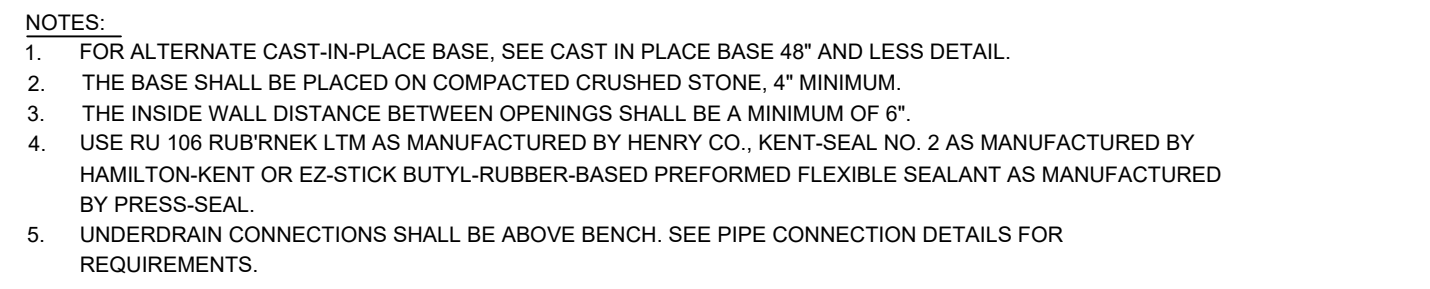 NOTES:
1. FOR ALTERNATE CAST-IN-PLACE BASE, SEE CAST IN PLACE BASE 48" AND LESS DETAIL.
2. THE BASE SHALL BE PLACED ON COMPACTED CRUSHED STONE, 4" MINIMUM.
3. THE INSIDE WALL DISTANCE BETWEEN OPENINGS SHALL BE A MINIMUM OF 6".
4. USE RU 106 RUB'RNEK LTM AS MANUFACTURED BY HENRY CO., KENT-SEAL NO. 2 AS MANUFACTURED BY
HAMILTON-KENT OR EZ-STICK BUTYL-RUBBER-BASED PREFORMED FLEXIBLE SEALANT AS MANUFACTURED
BY PRESS-SEAL.
5. UNDERDRAIN CONNECTIONS SHALL BE ABOVE BENCH. SEE PIPE CONNECTION DETAILS FOR
REQUIREMENTS.